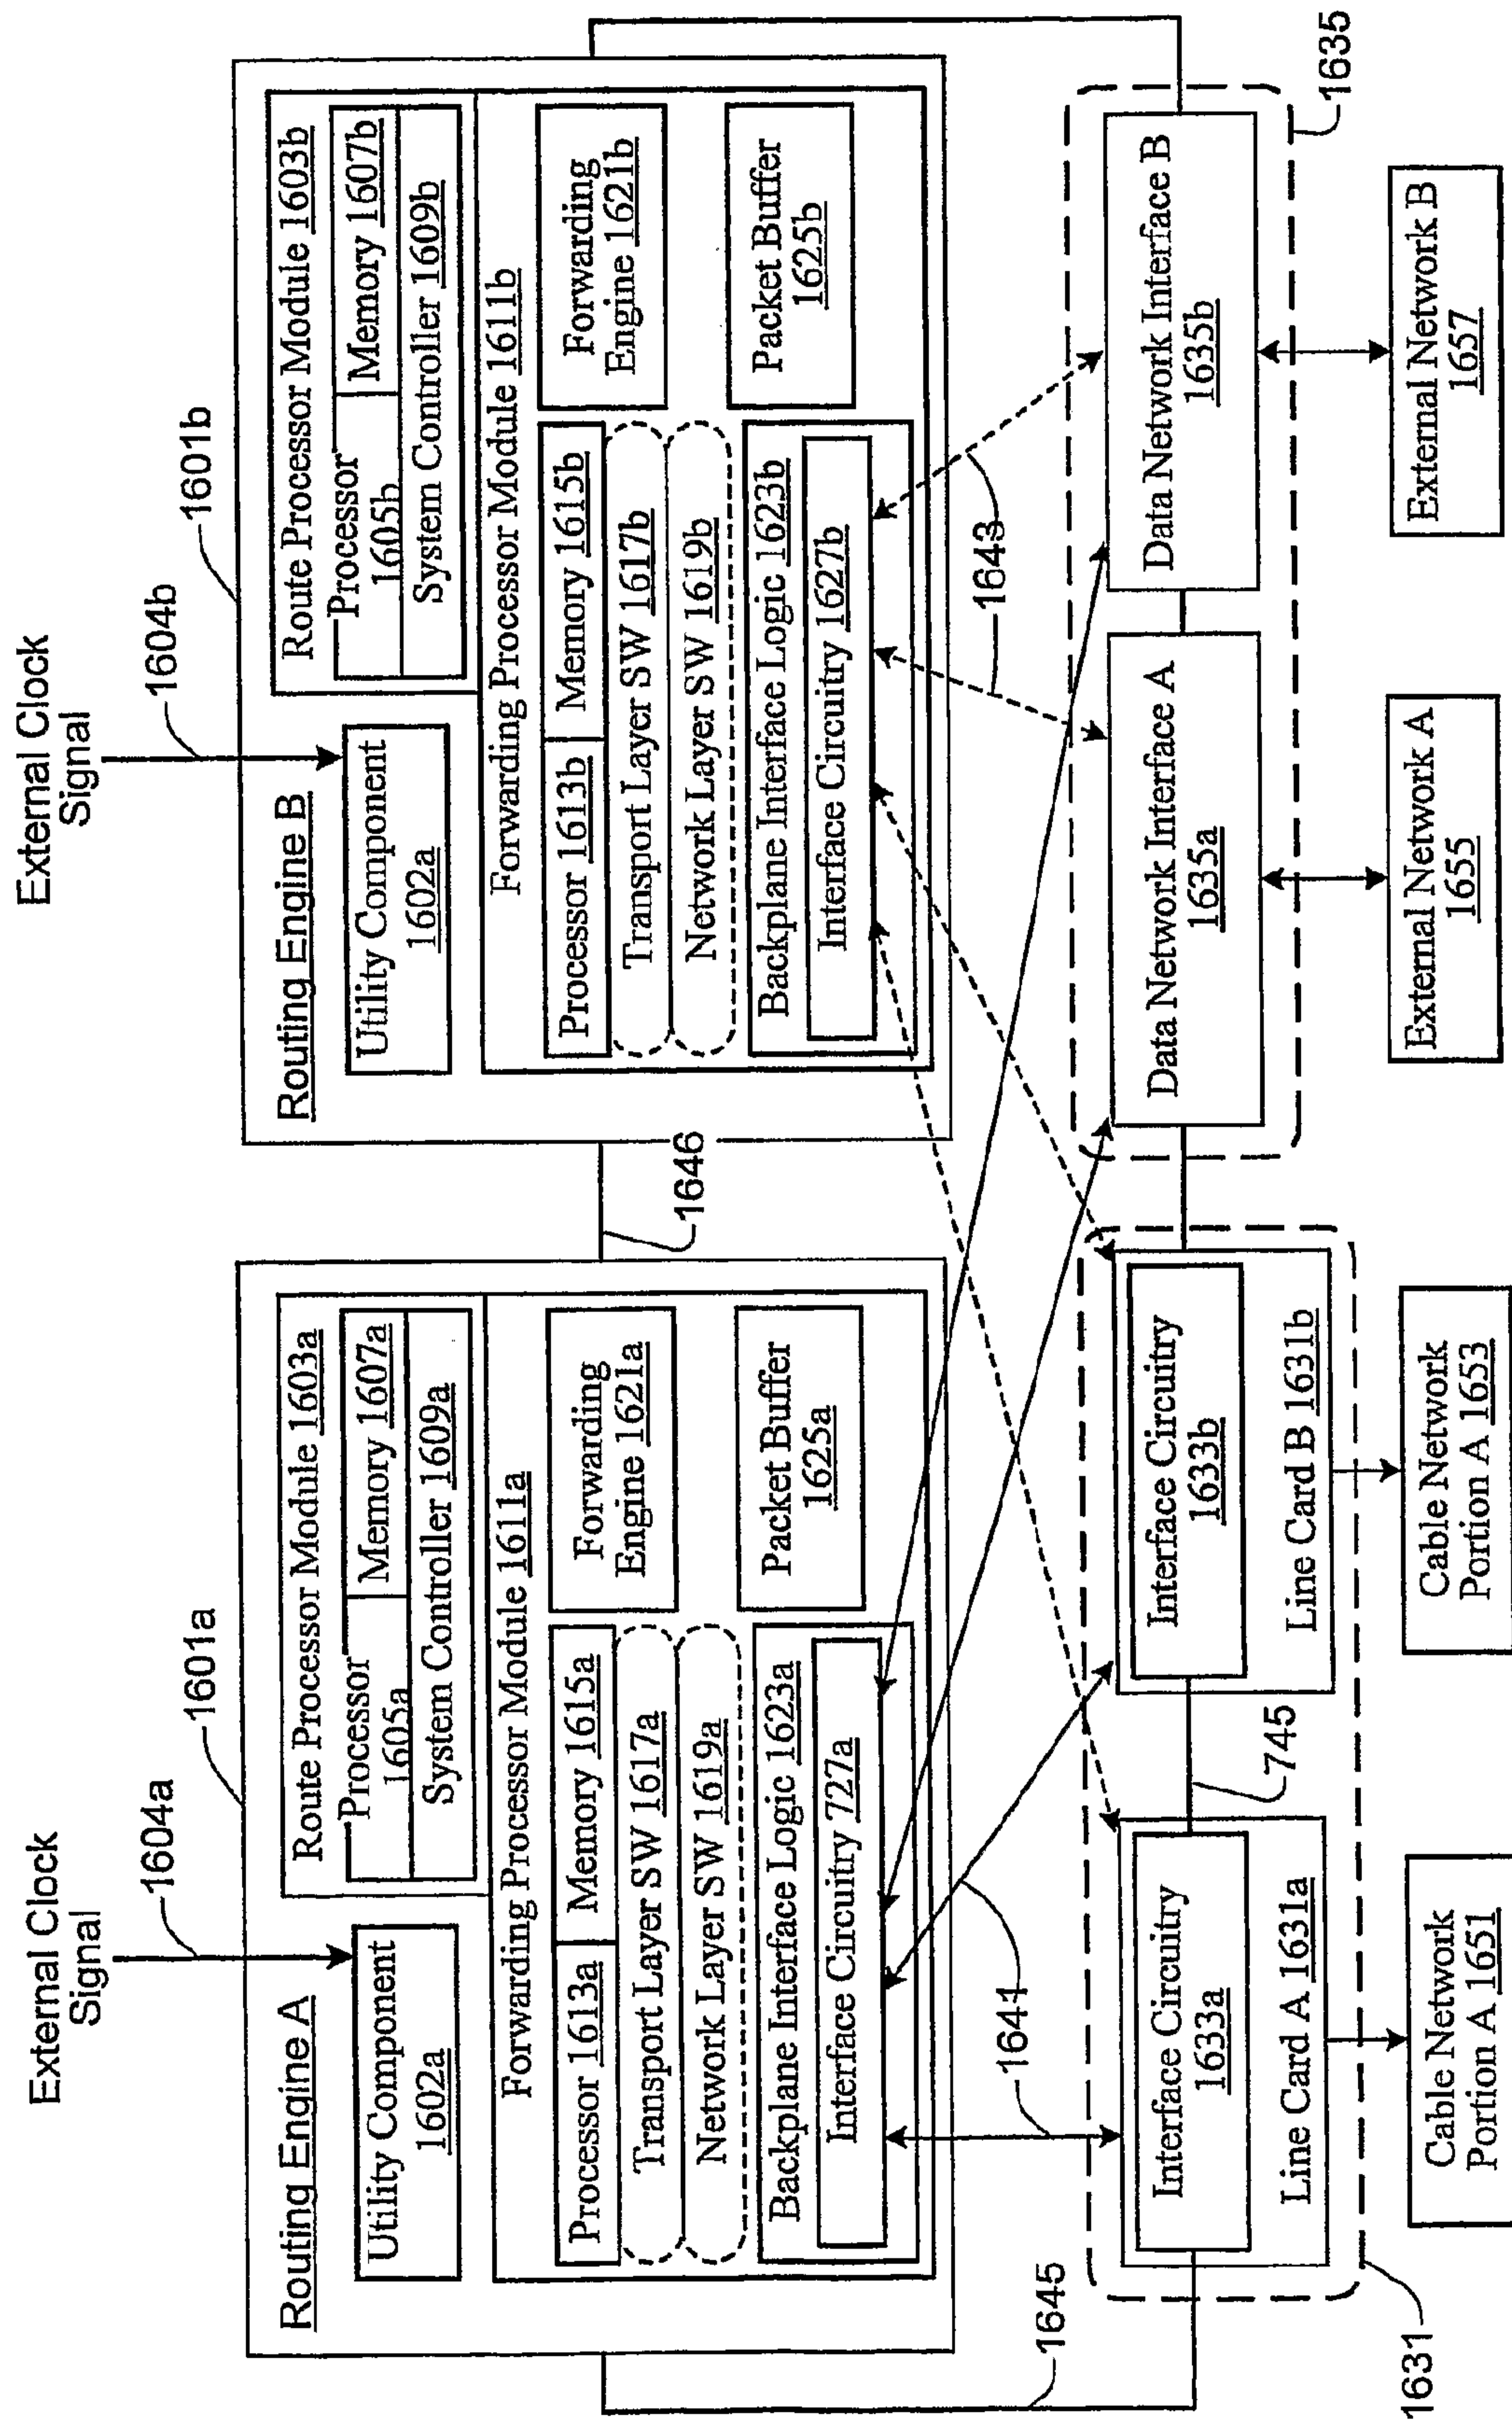 External Clock
Signal
1604a
1601a
Routing Engine A
Utility Component
1602a
Route Processor Module 1603a
Processor
1605a
Memory 1607a
System Controller 1609a
Forwarding Processor Module 1611a
Processor 1613a
Memory 1615a
Transport Layer SW 1617a
Network Layer SW 1619a
Forwarding
Engine 1621a
Backplane Interface Logic 1623a
Interface Circuitry 727a
Packet Buffer
1625a
1646
External Clock
Signal
1604b
1601b
Routing Engine B
Utility Component
1602a
Route Processor Module 1603b
Processor
1605b
Memory 1607b
System Controller 1609b
Forwarding Processor Module 1611b
Processor 1613b
Memory 1615b
Transport Layer SW 1617b
Network Layer SW 1619b
Forwarding
Engine 1621b
Backplane Interface Logic 1623b
Interface Circuitry 1627b
Packet Buffer
1625b
1641
1643
1645
Interface Circuitry
1633a
Line Card A 1631a
745
Interface Circuitry
1633b
Line Card B 1631b
Data Network Interface A
1635a
Data Network Interface B
1635b
1631
1635
Cable Network
Portion A 1651
Cable Network
Portion A 1653
External Network A
1655
External Network B
1657